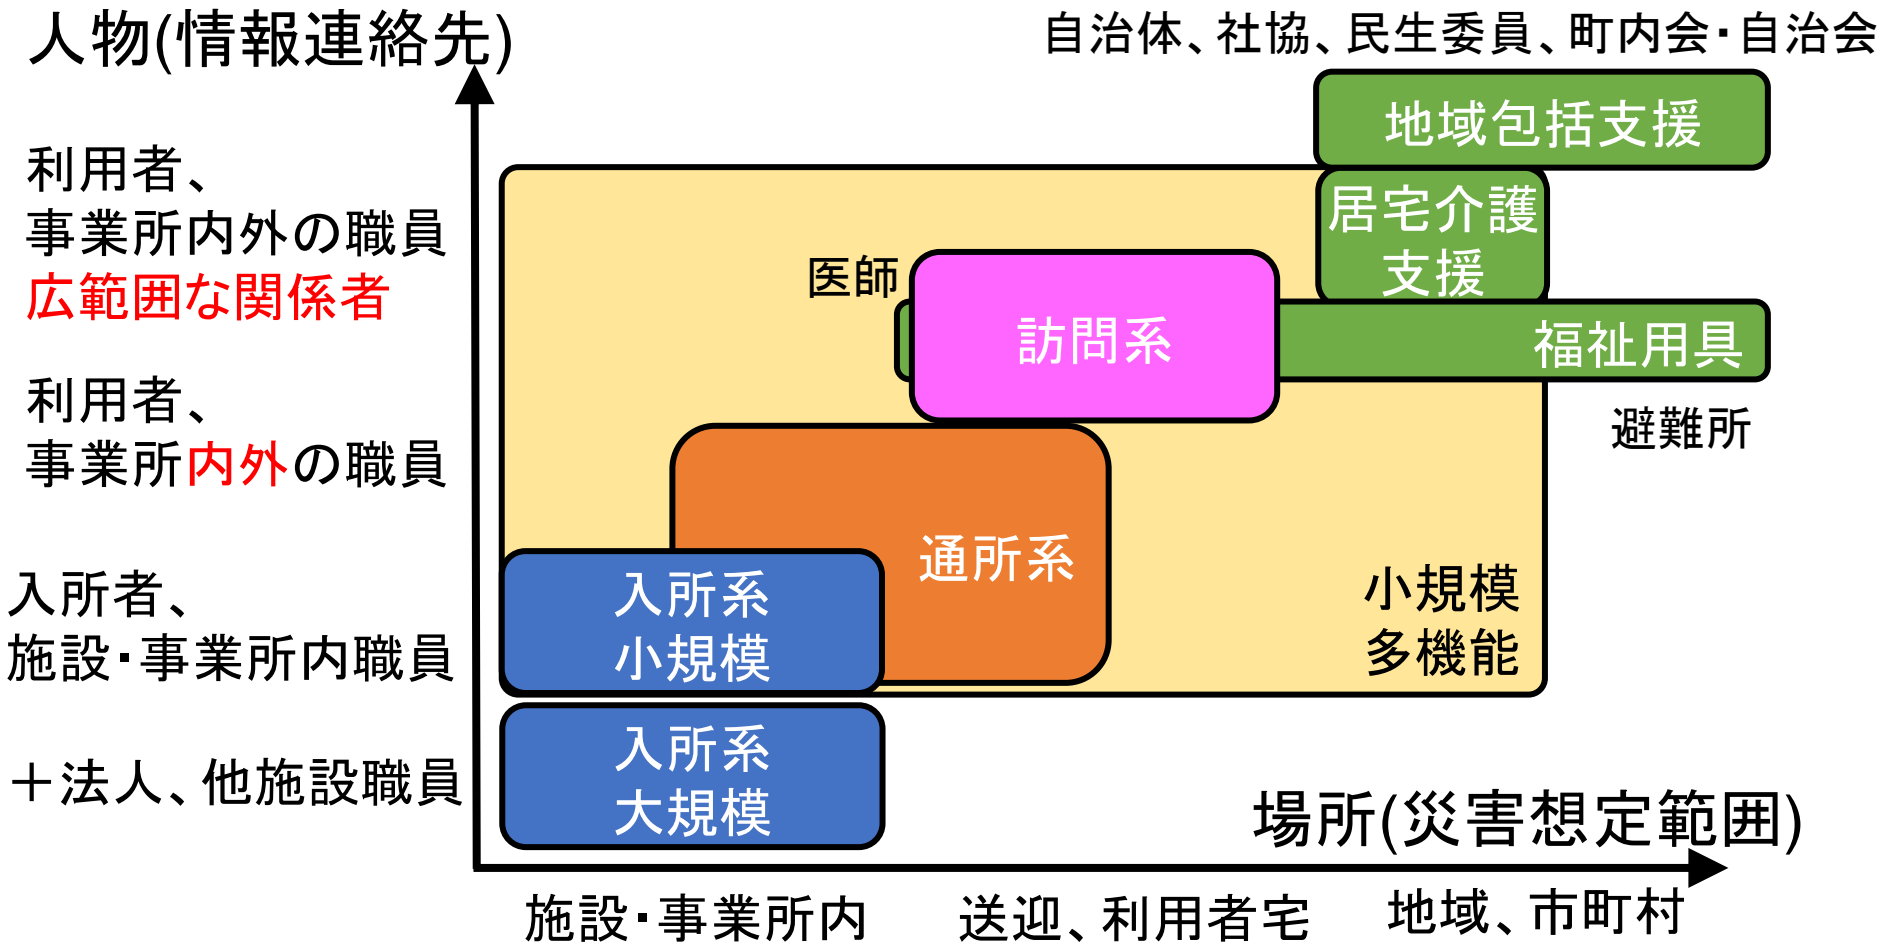 人物(情報連絡先)
自治体、社協、民生委員、町内会・自治会
地域包括支援
利用者、
事業所内外の職員
広範囲な関係者
居宅介護
支援
医師
訪問系
福祉用具
利用者、
事業所内外の職員
避難所
通所系
入所者、
施設・事業所内職員
入所系
小規模
小規模
多機能
＋法人、他施設職員
入所系
大規模
場所(災害想定範囲)
施設・事業所内
送迎、利用者宅
地域、市町村